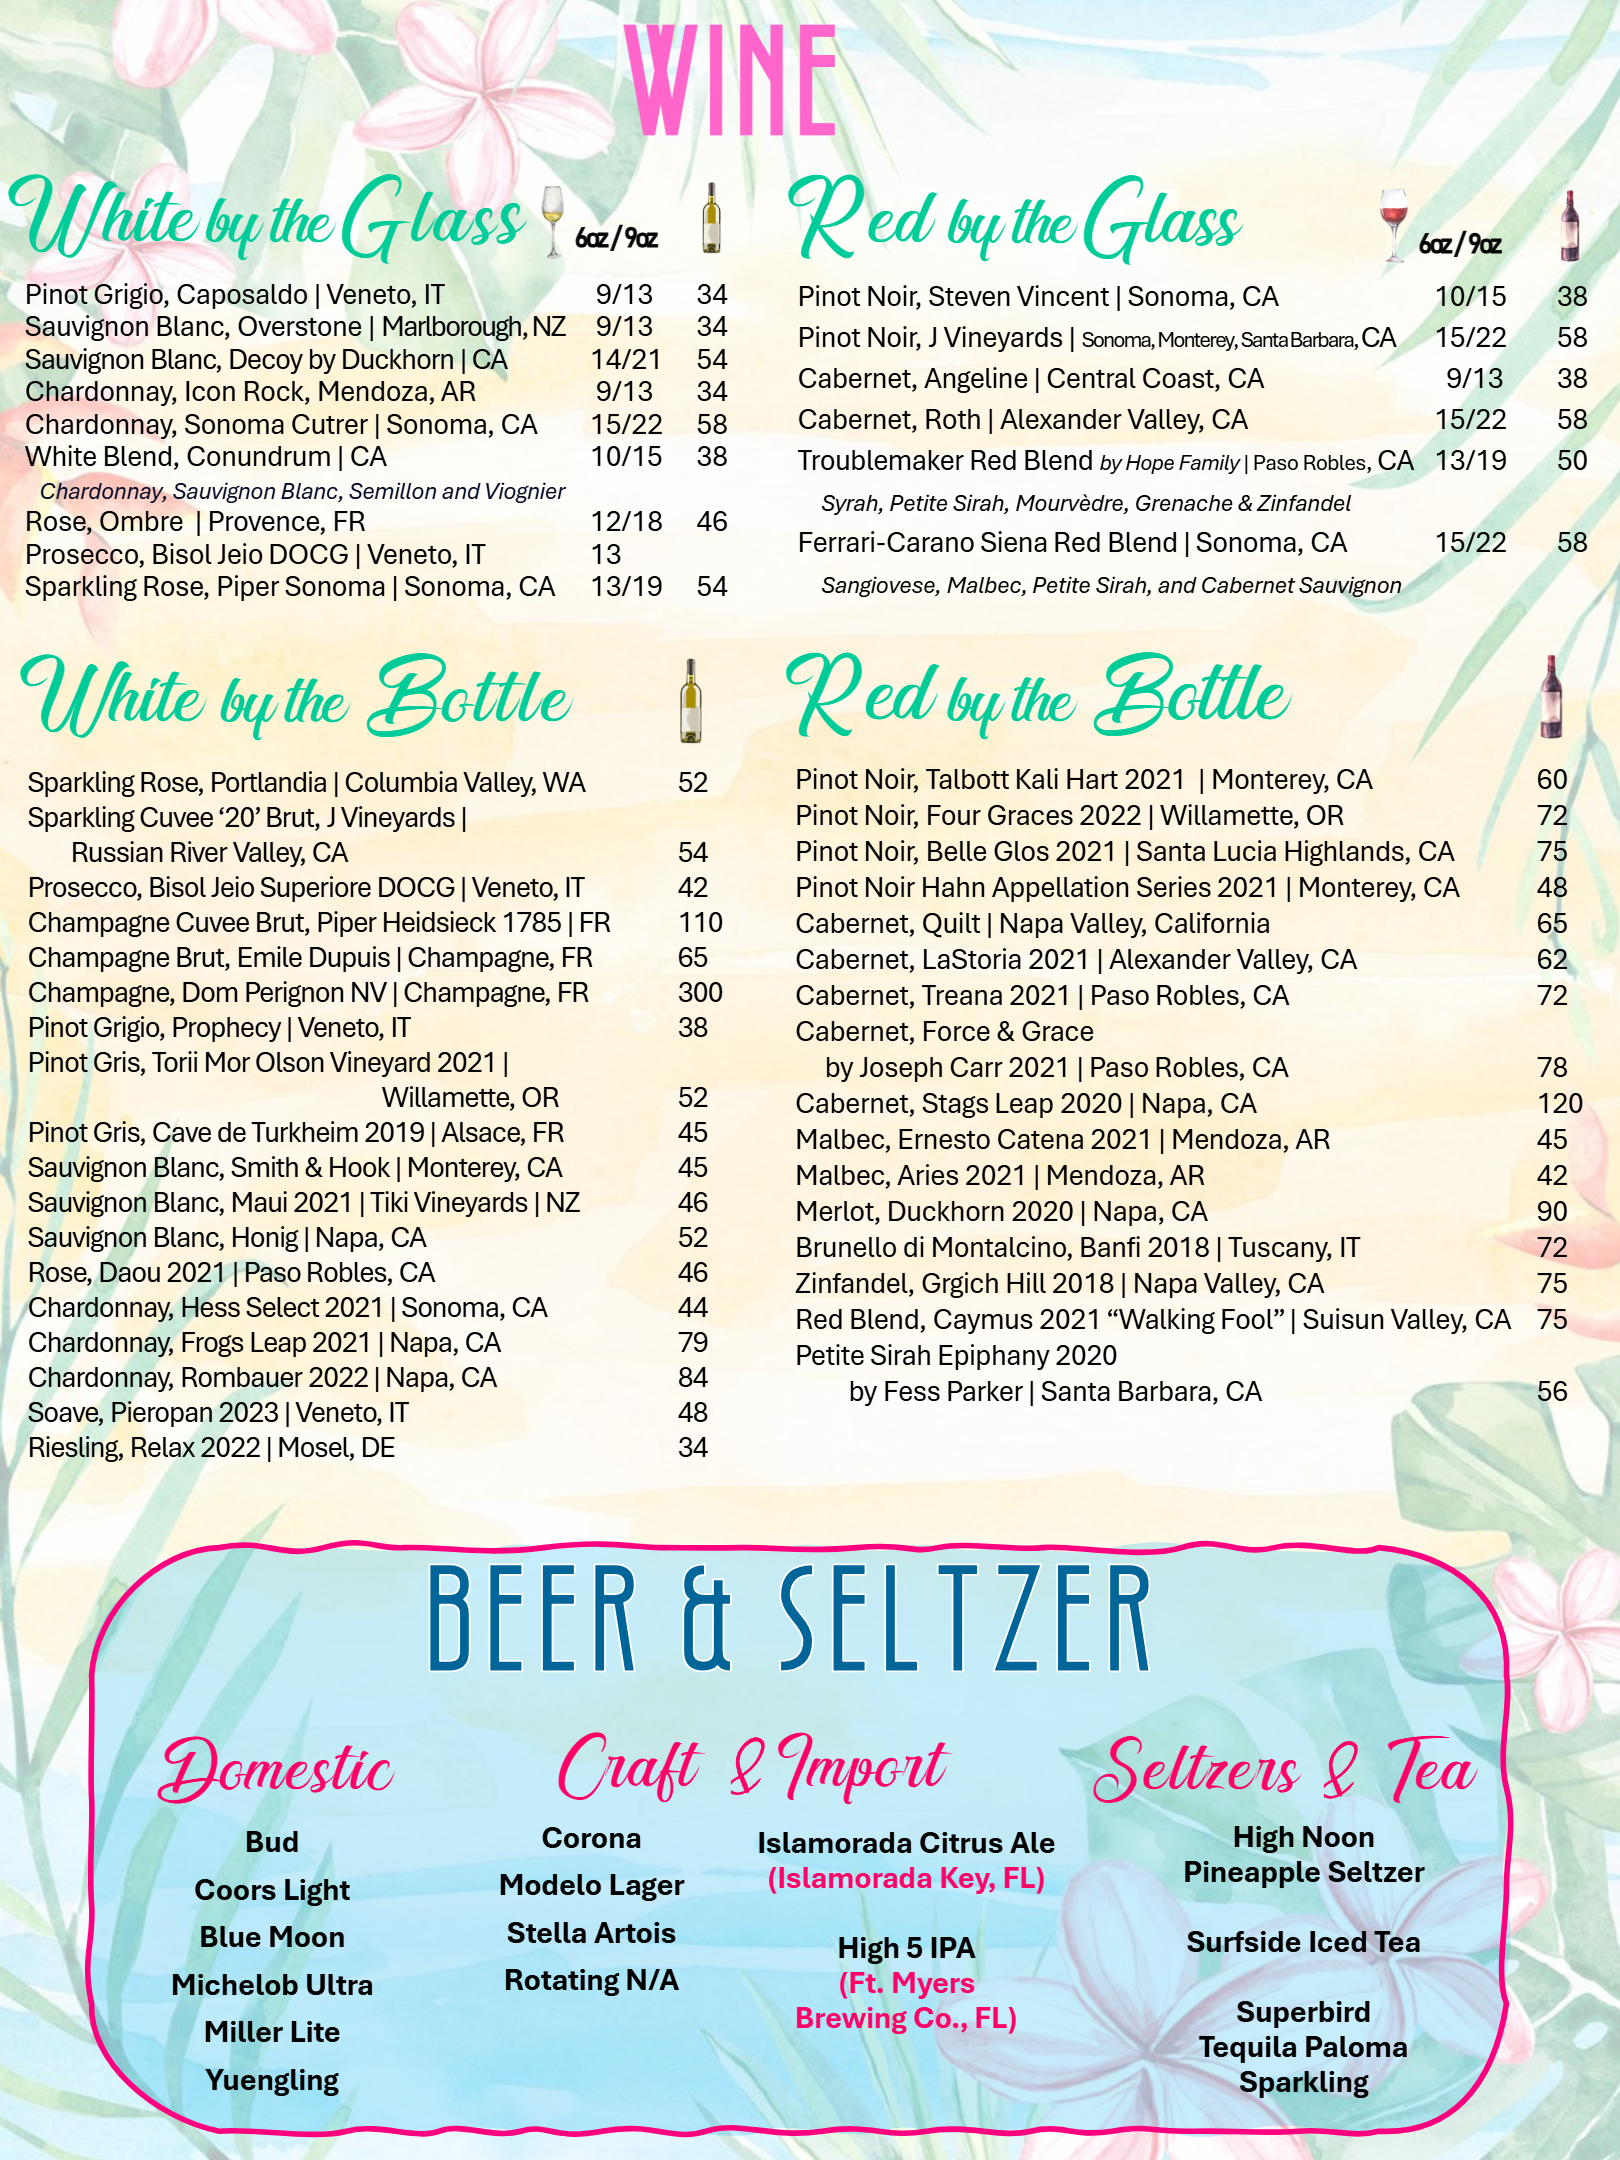 WINE
White by the Glass 6oz/9oz
Pinot Grigio, Caposaldo | Veneto, IT 9/13 34
Sauvignon Blanc, Overstone | Marlborough, NZ 9/13 34
Sauvignon Blanc, Decoy by Duckhorn | CA 14/21 54
Chardonnay, Icon Rock, Mendoza, AR 9/13 34
Chardonnay, Sonoma Cutrer | Sonoma, CA 15/22 58
White Blend, Conundrum | CA 10/15 38
Chardonnay, Sauvignon Blanc, Semillon and Viognier
Rose, Ombre | Provence, FR 12/18 46
Prosecco, Bisol Jeio DOCG | Veneto, IT 13
Sparkling Rose, Piper Sonoma | Sonoma, CA 13/19 54
Red by the Glass 6oz/9oz
Pinot Noir, Steven Vincent | Sonoma, CA 10/15 38
Pinot Noir, J Vineyards | Sonoma, Monterey, Santa Barbara, CA 15/22 58
Cabernet, Angeline | Central Coast, CA 9/13 38
Cabernet, Roth | Alexander Valley, CA 15/22 58
Troublemaker Red Blend by Hope Family | Paso Robles, CA 13/19 50
Syrah, Petite Sirah, Mourvèdre, Grenache & Zinfandel
Ferrari-Carano Siena Red Blend | Sonoma, CA 15/22 58
Sangiovese, Malbec, Petite Sirah, and Cabernet Sauvignon
White by the Bottle
Sparkling Rose, Portlandia | Columbia Valley, WA 52
Sparkling Cuvee ‘20’ Brut, J Vineyards |
Russian River Valley, CA 54
Prosecco, Bisol Jeio Superiore DOCG | Veneto, IT 42
Champagne Cuvee Brut, Piper Heidsieck 1785 | FR 110
Champagne Brut, Emile Dupuis | Champagne, FR 65
Champagne, Dom Perignon NV | Champagne, FR 300
Pinot Grigio, Prophecy | Veneto, IT 38
Pinot Gris, Torii Mor Olson Vineyard 2021 |
Willamette, OR 52
Pinot Gris, Cave de Turkheim 2019 | Alsace, FR 45
Sauvignon Blanc, Smith & Hook | Monterey, CA 45
Sauvignon Blanc, Maui 2021 | Tiki Vineyards | NZ 46
Sauvignon Blanc, Honig | Napa, CA 52
Rose, Daou 2021 | Paso Robles, CA 46
Chardonnay, Hess Select 2021 | Sonoma, CA 44
Chardonnay, Frogs Leap 2021 | Napa, CA 79
Chardonnay, Rombauer 2022 | Napa, CA 84
Soave, Pieropan 2023 | Veneto, IT 48
Riesling, Relax 2022 | Mosel, DE 34
Red by the Bottle
Pinot Noir, Talbott Kali Hart 2021 | Monterey, CA 60
Pinot Noir, Four Graces 2022 | Willamette, OR 72
Pinot Noir, Belle Glos 2021 | Santa Lucia Highlands, CA 75
Pinot Noir Hahn Appellation Series 2021 | Monterey, CA 48
Cabernet, Quilt | Napa Valley, California 65
Cabernet, LaStoria 2021 | Alexander Valley, CA 62
Cabernet, Treana 2021 | Paso Robles, CA 72
Cabernet, Force & Grace
by Joseph Carr 2021 | Paso Robles, CA 78
Cabernet, Stags Leap 2020 | Napa, CA 120
Malbec, Ernesto Catena 2021 | Mendoza, AR 45
Malbec, Aries 2021 | Mendoza, AR 42
Merlot, Duckhorn 2020 | Napa, CA 90
Brunello di Montalcino, Banfi 2018 | Tuscany, IT 72
Zinfandel, Grgich Hill 2018 | Napa Valley, CA 75
Red Blend, Caymus 2021 “Walking Fool” | Suisun Valley, CA 75
Petite Sirah Epiphany 2020
by Fess Parker | Santa Barbara, CA 56
BEER & SELTZER
Domestic
Bud
Coors Light
Blue Moon
Michelob Ultra
Miller Lite
Yuengling
Craft & Import
Corona
Modelo Lager
Stella Artois
Rotating N/A
Islamorada Citrus Ale
(Islamorada Key, FL)
High 5 IPA
(Ft. Myers
Brewing Co., FL)
Seltzers & Tea
High Noon
Pineapple Seltzer
Surfside Iced Tea
Superbird
Tequila Paloma
Sparkling